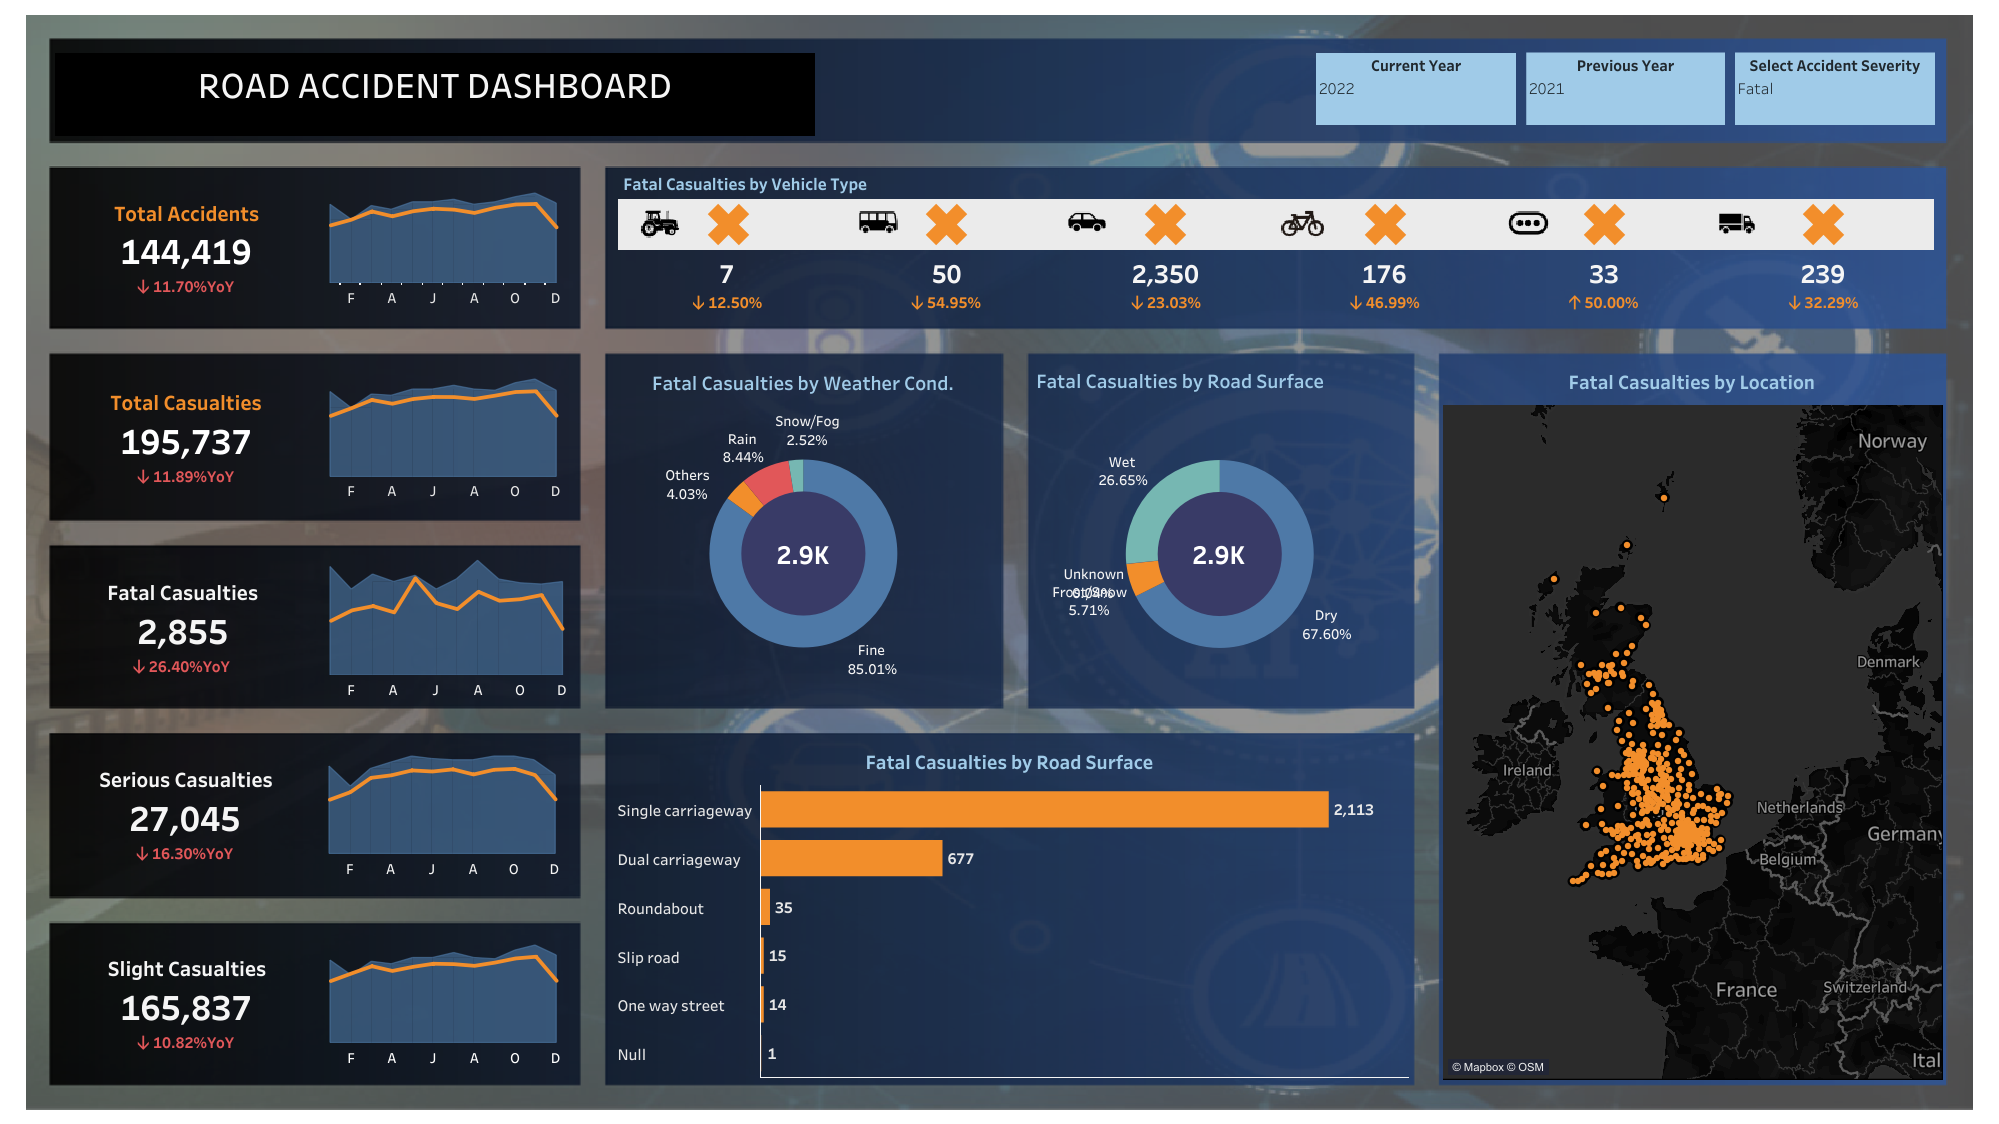 ROAD ACCIDENT DASHBOARD
Current Year
2022
Previous Year
2021
Select Accident Severity
Fatal
Total Accidents
144,419
↓ 11.70%YoY
F A J A O D
Fatal Casualties by Vehicle Type
7 50 2,350 176 33 239
↓ 12.50% ↓ 54.95% ↓ 23.03% ↓ 46.99% ↑ 50.00% ↓ 32.29%
Total Casualties
195,737
↓ 11.89%YoY
F A J A O D
Fatal Casualties
2,855
↓ 26.40%YoY
F A J A O D
Serious Casualties
27,045
↓ 16.30%YoY
F A J A O D
Slight Casualties
165,837
↓ 10.82%YoY
F A J A O D
Fatal Casualties by Weather Cond.
Snow/Fog
2.52%
Rain
8.44%
Others
4.03%
2.9K
Fine
85.01%
Fatal Casualties by Road Surface
Wet
26.65%
2.9K
Unknown
0.04%
Frost/Snow
5.71%
Dry
67.60%
Fatal Casualties by Road Surface
Single carriageway 2,113
Dual carriageway 677
Roundabout 35
Slip road 15
One way street 14
Null 1
Fatal Casualties by Location
Norway
Denmark
Ireland
Netherlands
Germany
Belgium
France
Switzerland
Ital
© Mapbox © OSM